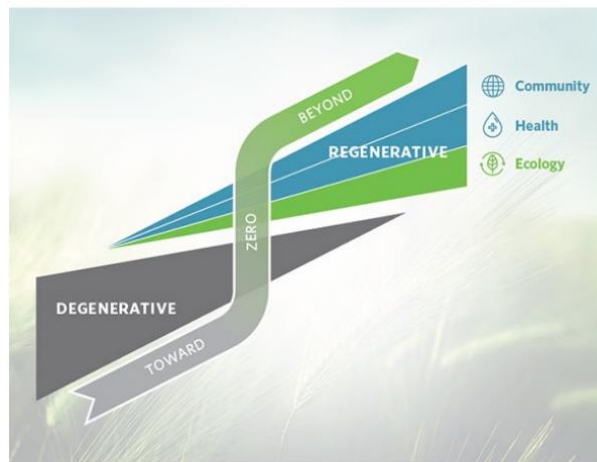 BEYOND
Community
Health
REGENERATIVE
Ecology
ZERO
DEGENERATIVE
TOWARD